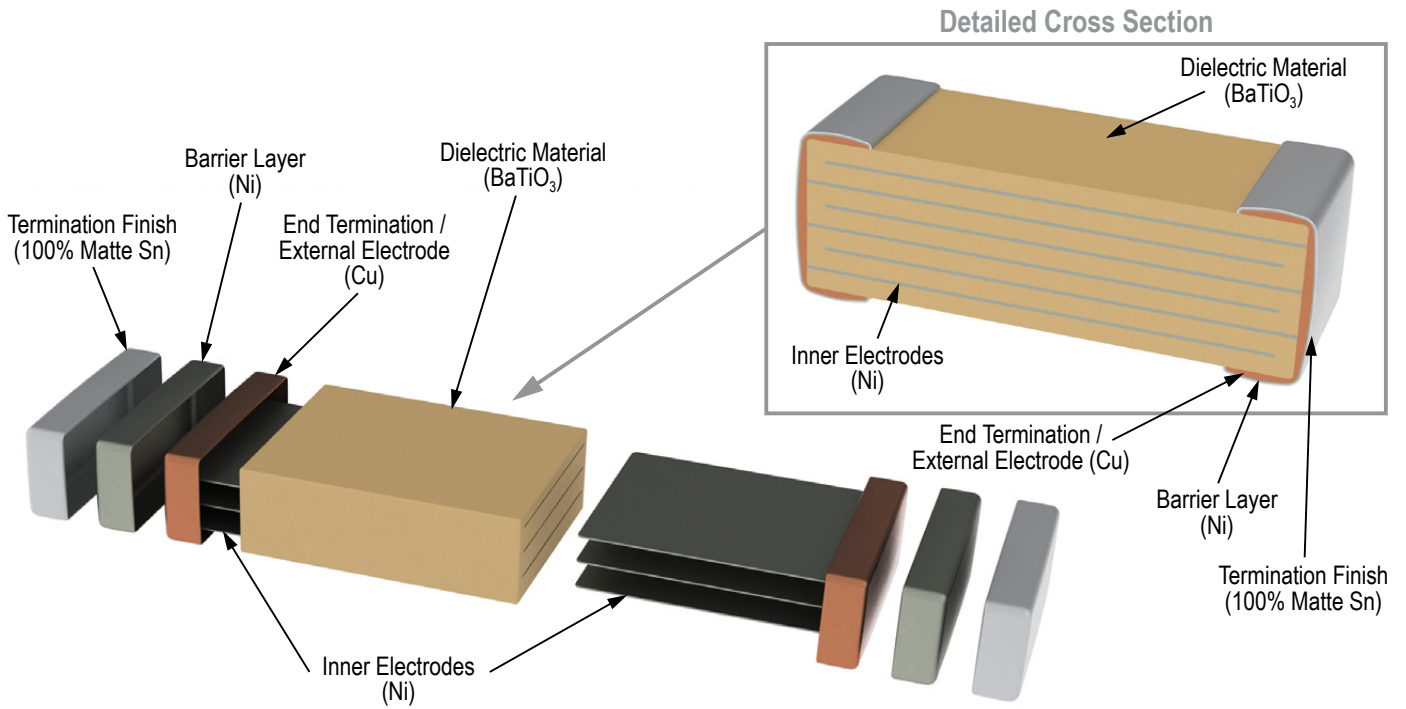 Detailed Cross Section
Dielectric Material
(BaTiO₃)
Inner Electrodes
(Ni)
End Termination /
External Electrode (Cu)
Barrier Layer
(Ni)
Termination Finish
(100% Matte Sn)
Termination Finish
(100% Matte Sn)
Barrier Layer
(Ni)
End Termination /
External Electrode
(Cu)
Dielectric Material
(BaTiO₃)
Inner Electrodes
(Ni)